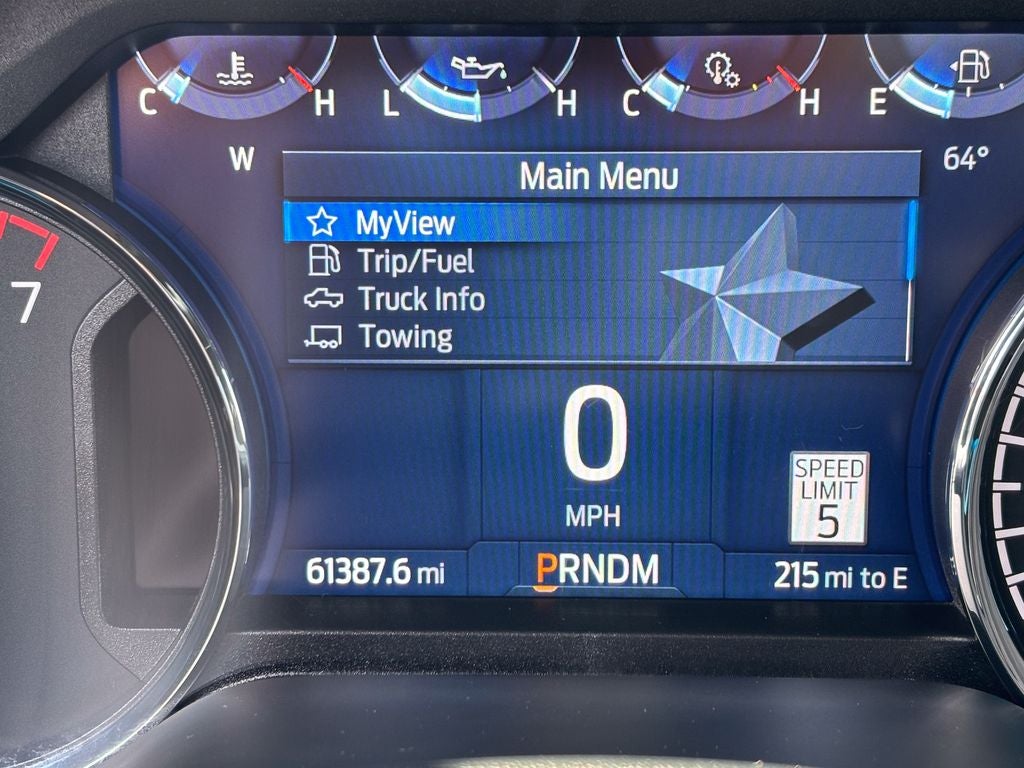 C H L H C H E
W 64°
Main Menu
MyView
Trip/Fuel
Truck Info
Towing
7
0
MPH
SPEED
LIMIT
5
61387.6 mi PRNDM 215 mi to E